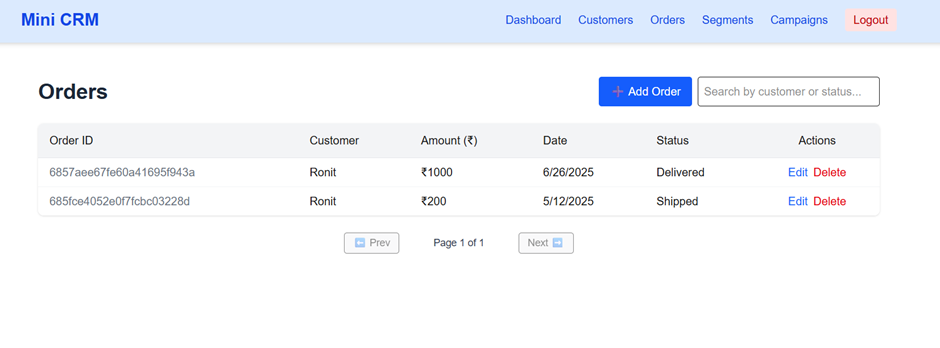 Mini CRM Dashboard Customers Orders Segments Campaigns Logout
Orders ➕ Add Order Search by customer or status...
Order ID Customer Amount (₹) Date Status Actions
6857aee67fe60a41695f943a Ronit ₹1000 6/26/2025 Delivered Edit Delete
685fce4052e0f7fcbc03228d Ronit ₹200 5/12/2025 Shipped Edit Delete
⬅️ Prev Page 1 of 1 Next ➡️